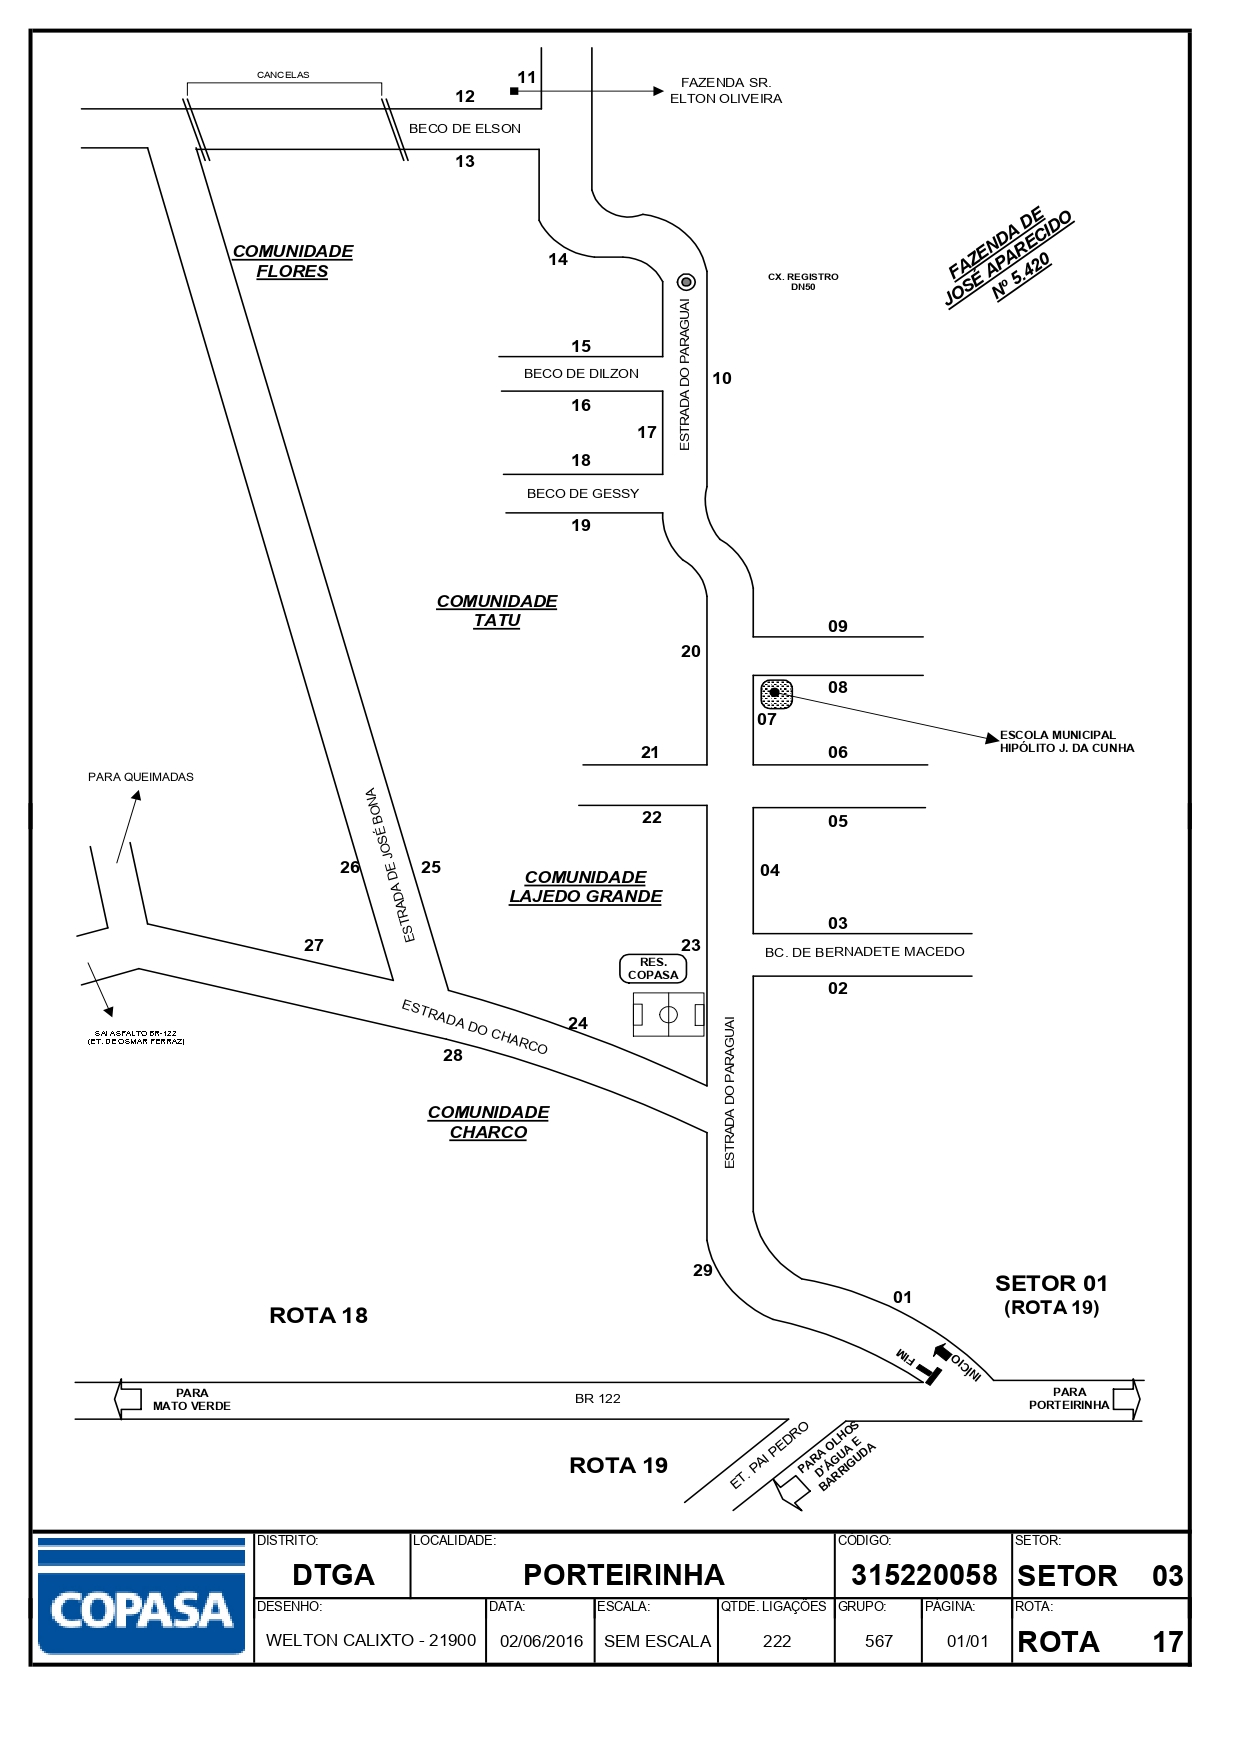 CANCELAS
11
12
FAZENDA SR.
ELTON OLIVEIRA
BECO DE ELSON
13
COMUNIDADE
FLORES
14
FAZENDA DE
JOSÉ APARECIDO
Nº 5.420
CX. REGISTRO
DN50
ESTRADA DO PARAGUAI
15
BECO DE DILZON
10
16
17
18
BECO DE GESSY
19
COMUNIDADE
TATU
09
20
08
07
ESCOLA MUNICIPAL
HIPÓLITO J. DA CUNHA
21
06
PARA QUEIMADAS
22
05
ESTRADA DE JOSÉ BONA
26
25
04
COMUNIDADE
LAJEDO GRANDE
03
27
23
BC. DE BERNADETE MACEDO
RES.
COPASA
02
ESTRADA DO CHARCO
24
SAI ASFALTO BR-122
(ET. DE OSMAR FERRAZ)
28
ESTRADA DO PARAGUAI
COMUNIDADE
CHARCO
29
01
SETOR 01
(ROTA 19)
ROTA 18
FIM
INÍCIO
PARA
MATO VERDE
BR 122
PARA
PORTEIRINHA
ROTA 19
ET. PAI PEDRO
PARA OLHOS
D'ÁGUA E
BARRIGUDA
COPASA
DISTRITO:
DTGA
LOCALIDADE:
PORTEIRINHA
CODIGO:
315220058
SETOR:
SETOR 03
DESENHO:
WELTON CALIXTO - 21900
DATA:
02/06/2016
ESCALA:
SEM ESCALA
QTDE. LIGAÇÕES
222
GRUPO:
567
PÁGINA:
01/01
ROTA:
ROTA 17